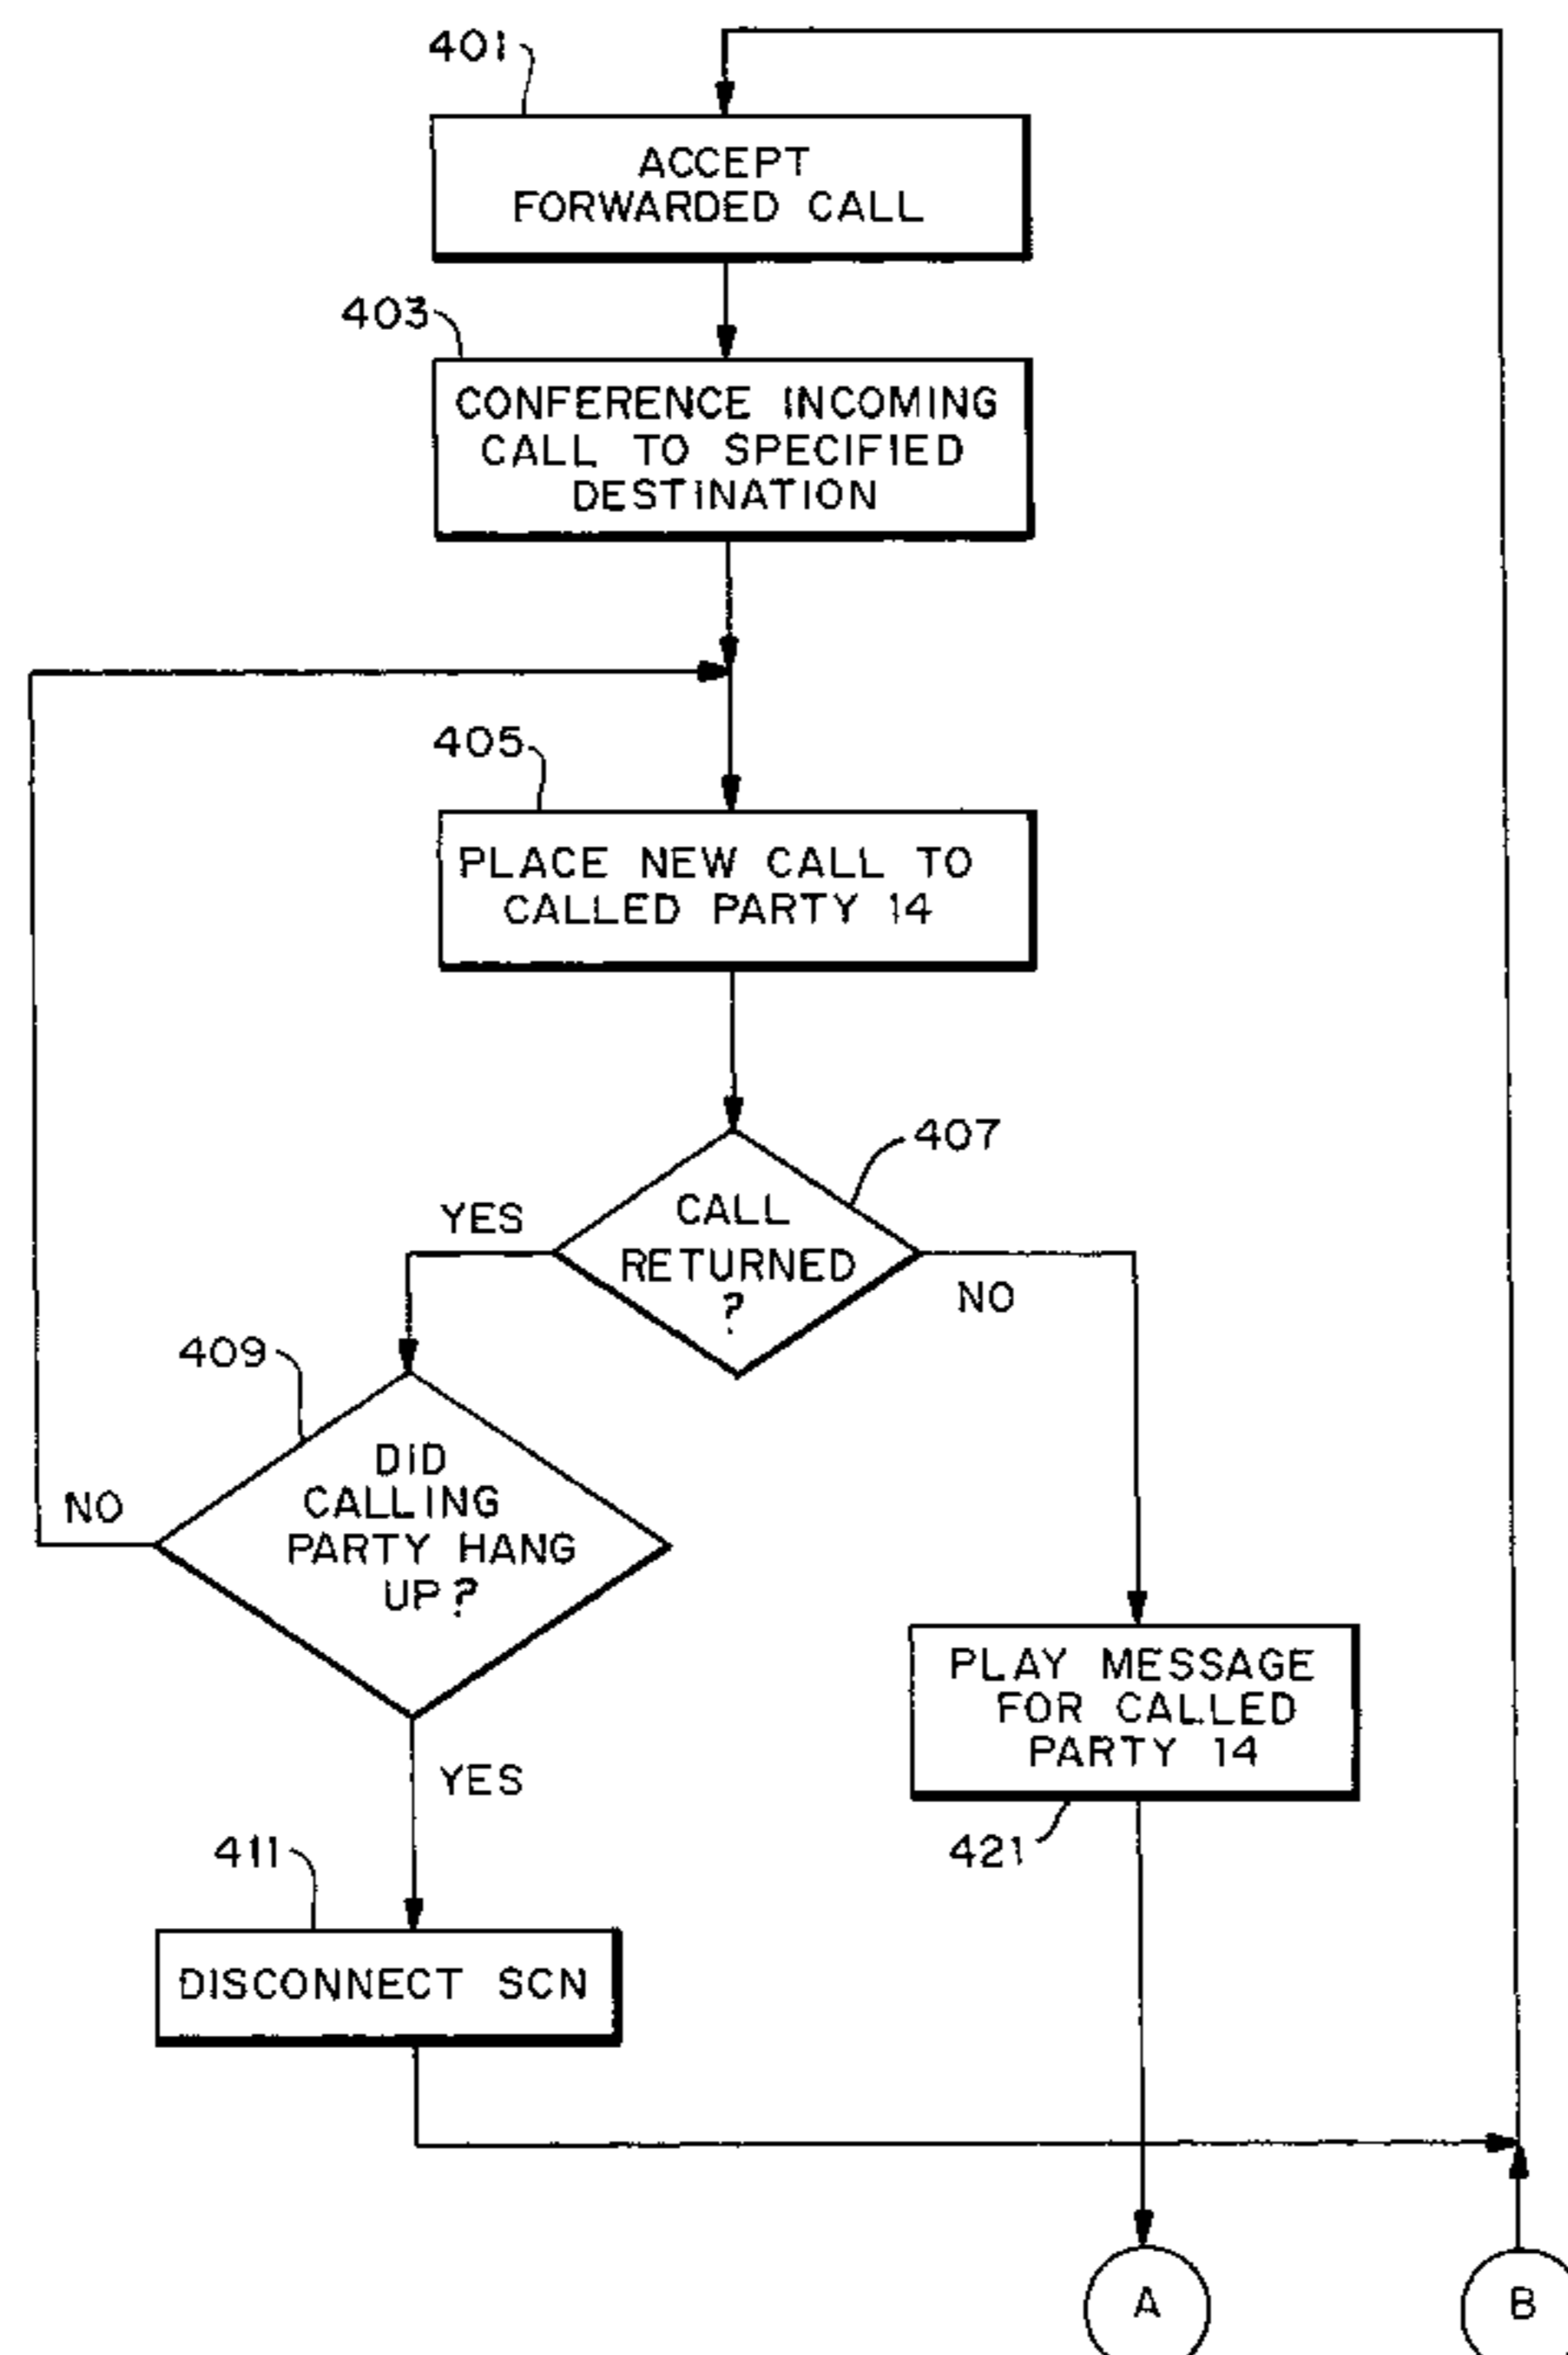 401
ACCEPT
FORWARDED CALL
403
CONFERENCE INCOMING
CALL TO SPECIFIED
DESTINATION
405
PLACE NEW CALL TO
CALLED PARTY 14
407
YES
CALL
RETURNED
?
NO
409
DID
CALLING
PARTY HANG
UP?
NO
YES
PLAY MESSAGE
FOR CALLED
PARTY 14
421
411
DISCONNECT SCN
A
B